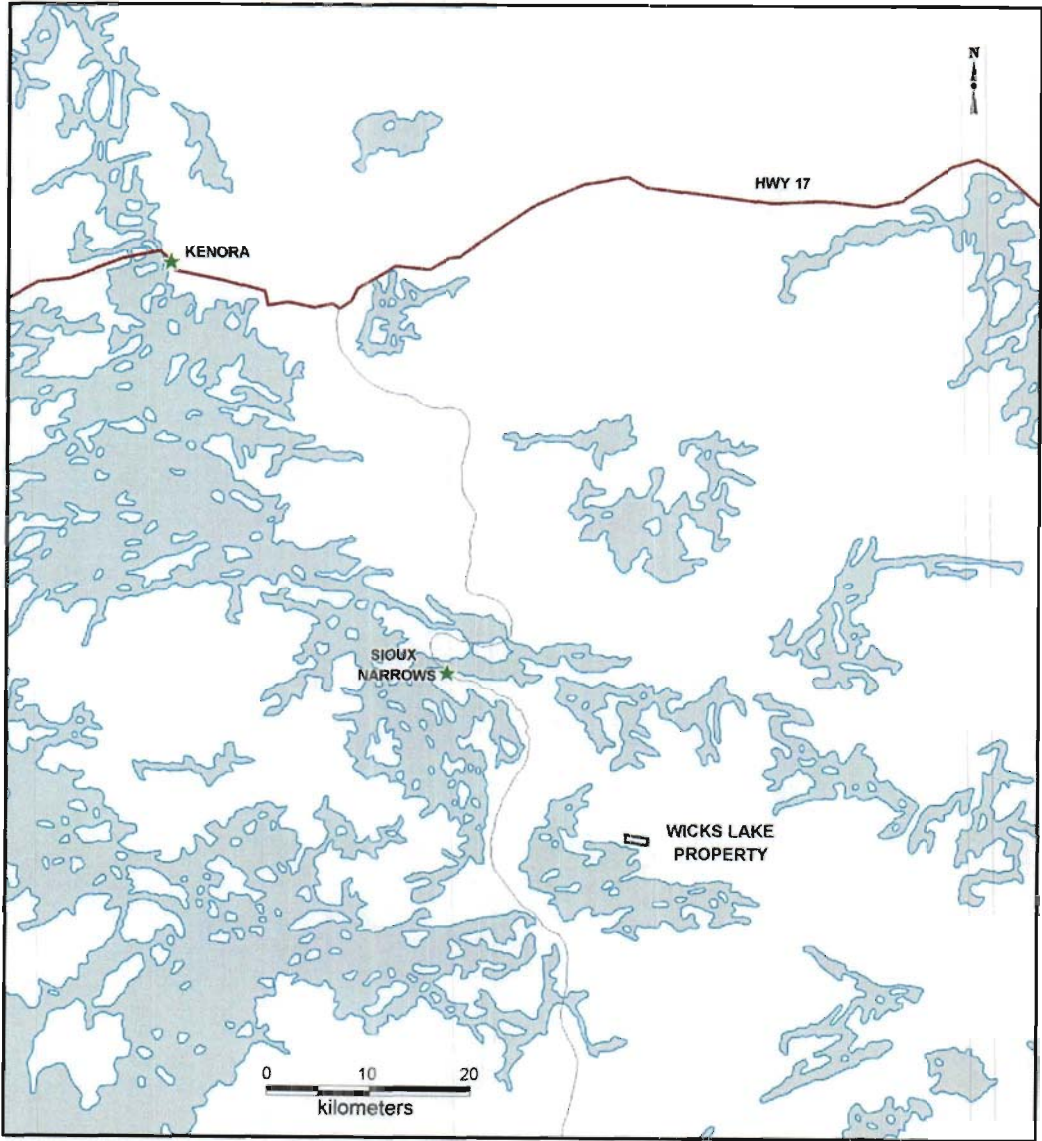 N
HWY 17
KENORA
SIOUX
NARROWS
WICKS LAKE
PROPERTY
0 10 20
kilometers